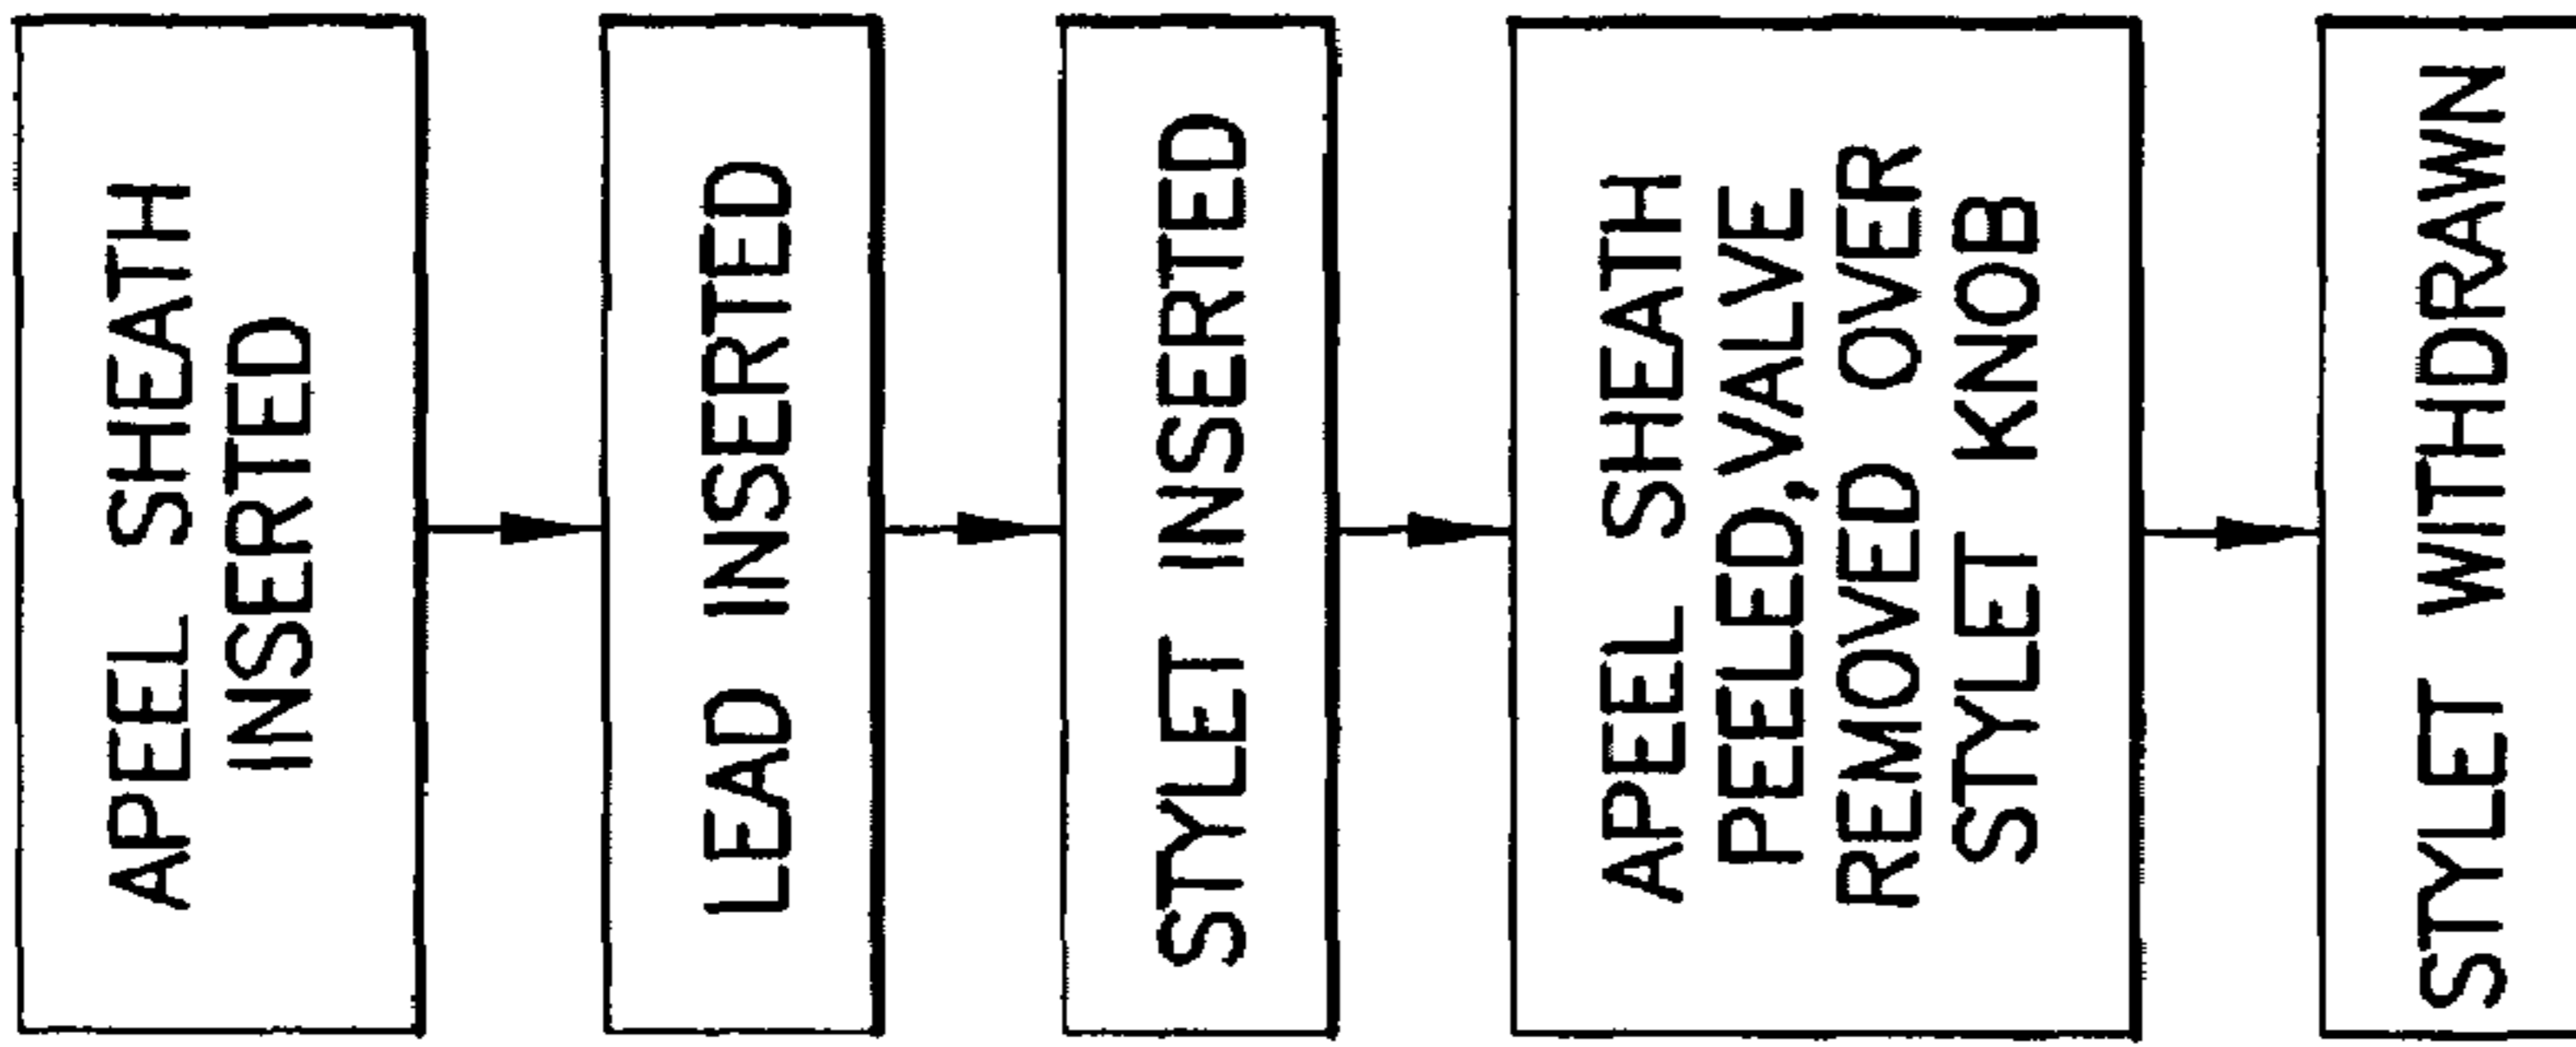 APEEL SHEATH
INSERTED
LEAD INSERTED
STYLET INSERTED
APEEL SHEATH
PEELED, VALVE
REMOVED OVER
STYLET KNOB
STYLET WITHDRAWN